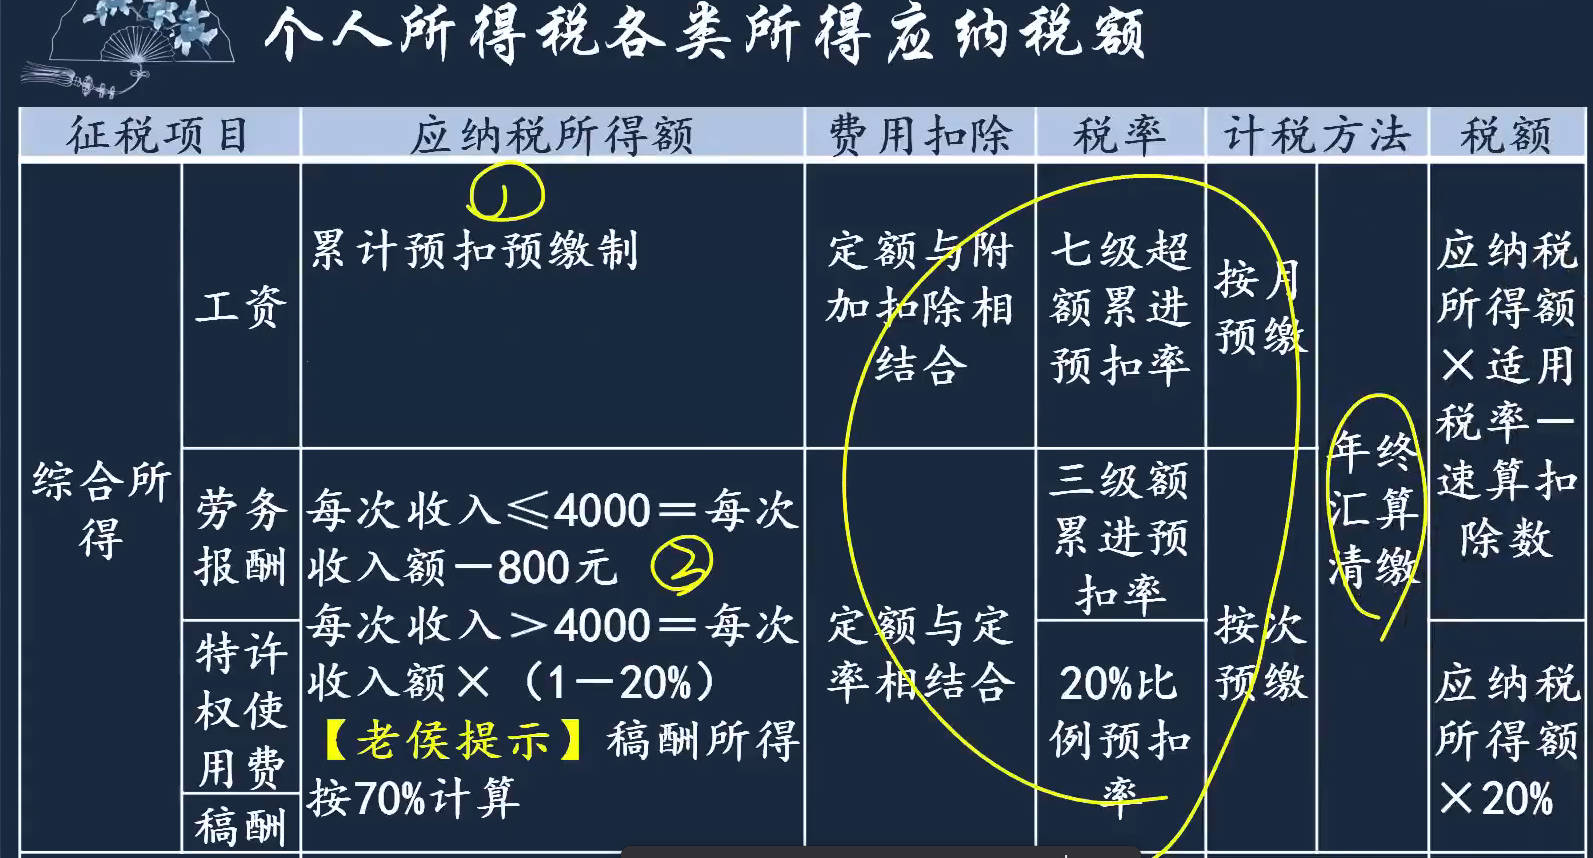 个人所得税各类所得应纳税额
征税项目
应纳税所得额
费用扣除
税率
计税方法
税额
综合所
得
工资
①
累计预扣预缴制
定额与附
加扣除相
结合
七级超
额累进
预扣率
按月
预缴
年终
汇算
清缴
应纳税
所得额
×适用
税率－
速算扣
除数
劳务
报酬
每次收入≤4000＝每次
收入额－800元
②
每次收入＞4000＝每次
收入额×（1－20%）
【老侯提示】稿酬所得
按70%计算
定额与定
率相结合
三级额
累进预
扣率
按次
预缴
特许
权使
用费
20%比
例预扣
率
应纳税
所得额
×20%
稿酬